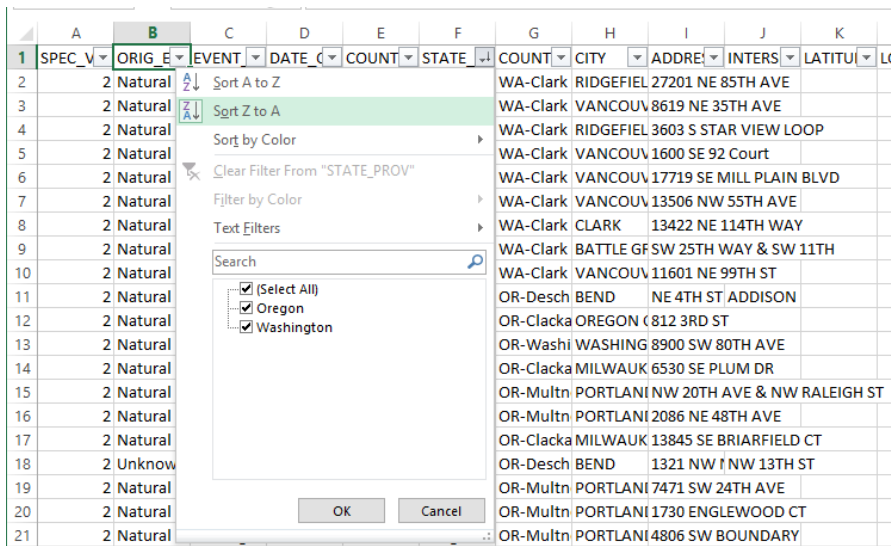 A B C D E F G H I J K
1 SPEC_V ORIG_E EVENT_ DATE_C COUNT STATE_ COUNT CITY ADDRE INTERS LATITU LO
2 2 Natural WA-Clark RIDGEFIEL 27201 NE 85TH AVE
3 2 Natural WA-Clark VANCOUV 8619 NE 35TH AVE
4 2 Natural WA-Clark RIDGEFIEL 3603 S STAR VIEW LOOP
5 2 Natural WA-Clark VANCOUV 1600 SE 92 Court
6 2 Natural WA-Clark VANCOUV 17719 SE MILL PLAIN BLVD
7 2 Natural WA-Clark VANCOUV 13506 NW 55TH AVE
8 2 Natural WA-Clark CLARK 13422 NE 114TH WAY
9 2 Natural WA-Clark BATTLE GF SW 25TH WAY & SW 11TH
10 2 Natural WA-Clark VANCOUV 11601 NE 99TH ST
11 2 Natural OR-Desch BEND NE 4TH ST ADDISON
12 2 Natural OR-Clacka OREGON C 812 3RD ST
13 2 Natural OR-Washi WASHING 8900 SW 80TH AVE
14 2 Natural OR-Clacka MILWAUK 6530 SE PLUM DR
15 2 Natural OR-Multn PORTLAN NW 20TH AVE & NW RALEIGH ST
16 2 Natural OR-Multn PORTLAN 2086 NE 48TH AVE
17 2 Natural OR-Clacka MILWAUK 13845 SE BRIARFIELD CT
18 2 Unknow OR-Desch BEND 1321 NW NW 13TH ST
19 2 Natural OR-Multn PORTLAN 7471 SW 24TH AVE
20 2 Natural OR-Multn PORTLAN 1730 ENGLEWOOD CT
21 2 Natural OR-Multn PORTLAN 4806 SW BOUNDARY
Sort A to Z
Sort Z to A
Sort by Color
Clear Filter From "STATE_PROV"
Filter by Color
Text Filters
Search
(Select All)
Oregon
Washington
OK Cancel